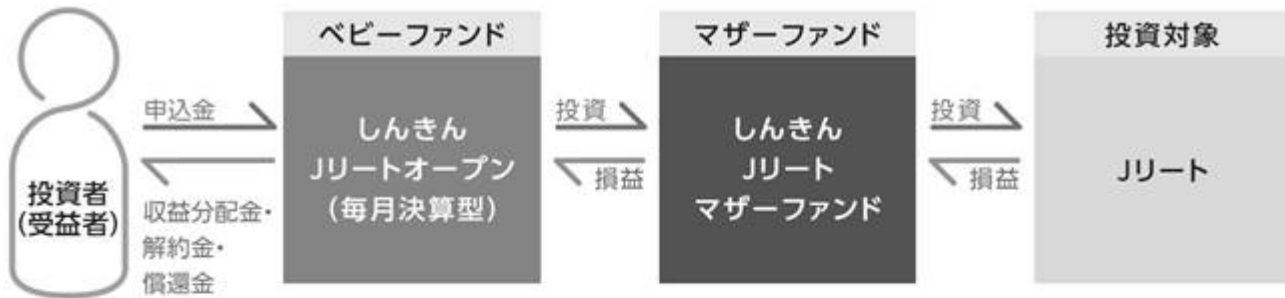 ベビーファンド
マザーファンド
投資対象
申込金
投資
投資
しんきん
Jリートオープン
(毎月決算型)
しんきん
Jリート
マザーファンド
Jリート
損益
損益
投資者
(受益者)
収益分配金・
解約金・
償還金